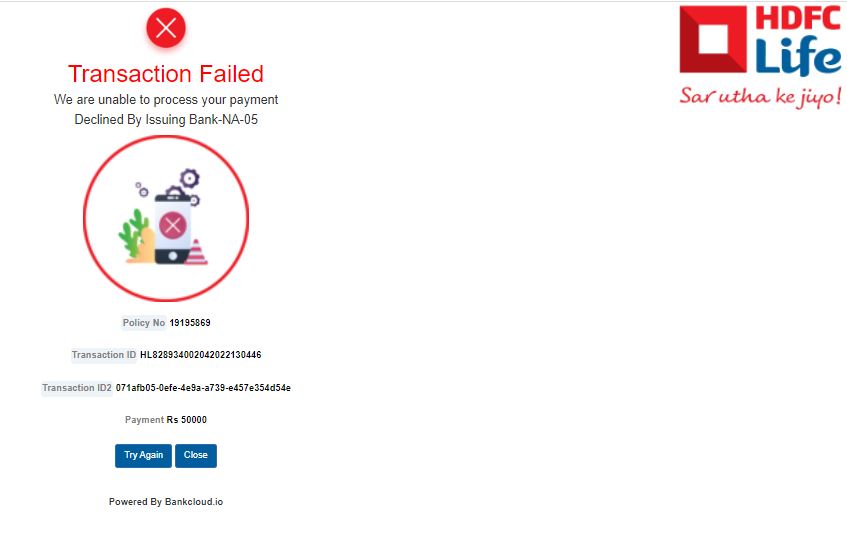 HDFC
Life
Sar utha ke jiyo!
Transaction Failed
We are unable to process your payment
Declined By Issuing Bank-NA-05
Policy No 19195869
Transaction ID HL828934002042022130446
Transaction ID2 071afb05-0efe-4e9a-a739-e457e354d54e
Payment Rs 50000
Try Again Close
Powered By Bankcloud.io